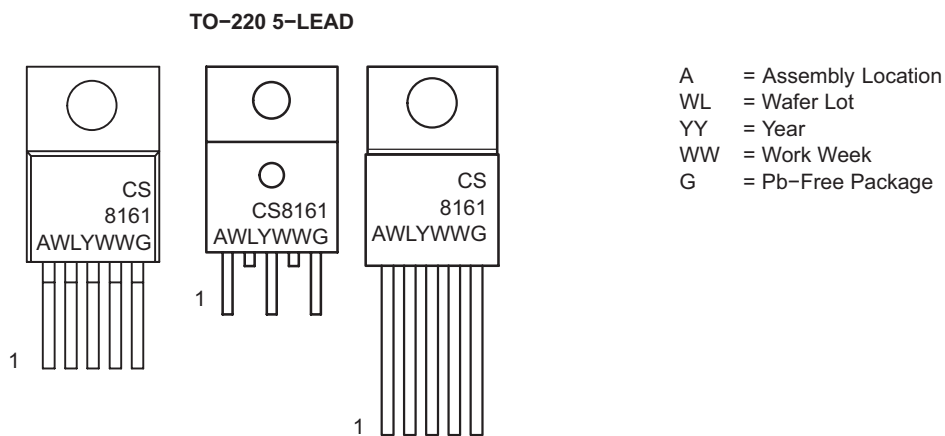 TO−220 5−LEAD
CS
8161
AWLYWWG
1
CS8161
AWLYWWG
1
CS
8161
AWLYWWG
1
A = Assembly Location
WL = Wafer Lot
YY = Year
WW = Work Week
G = Pb−Free Package